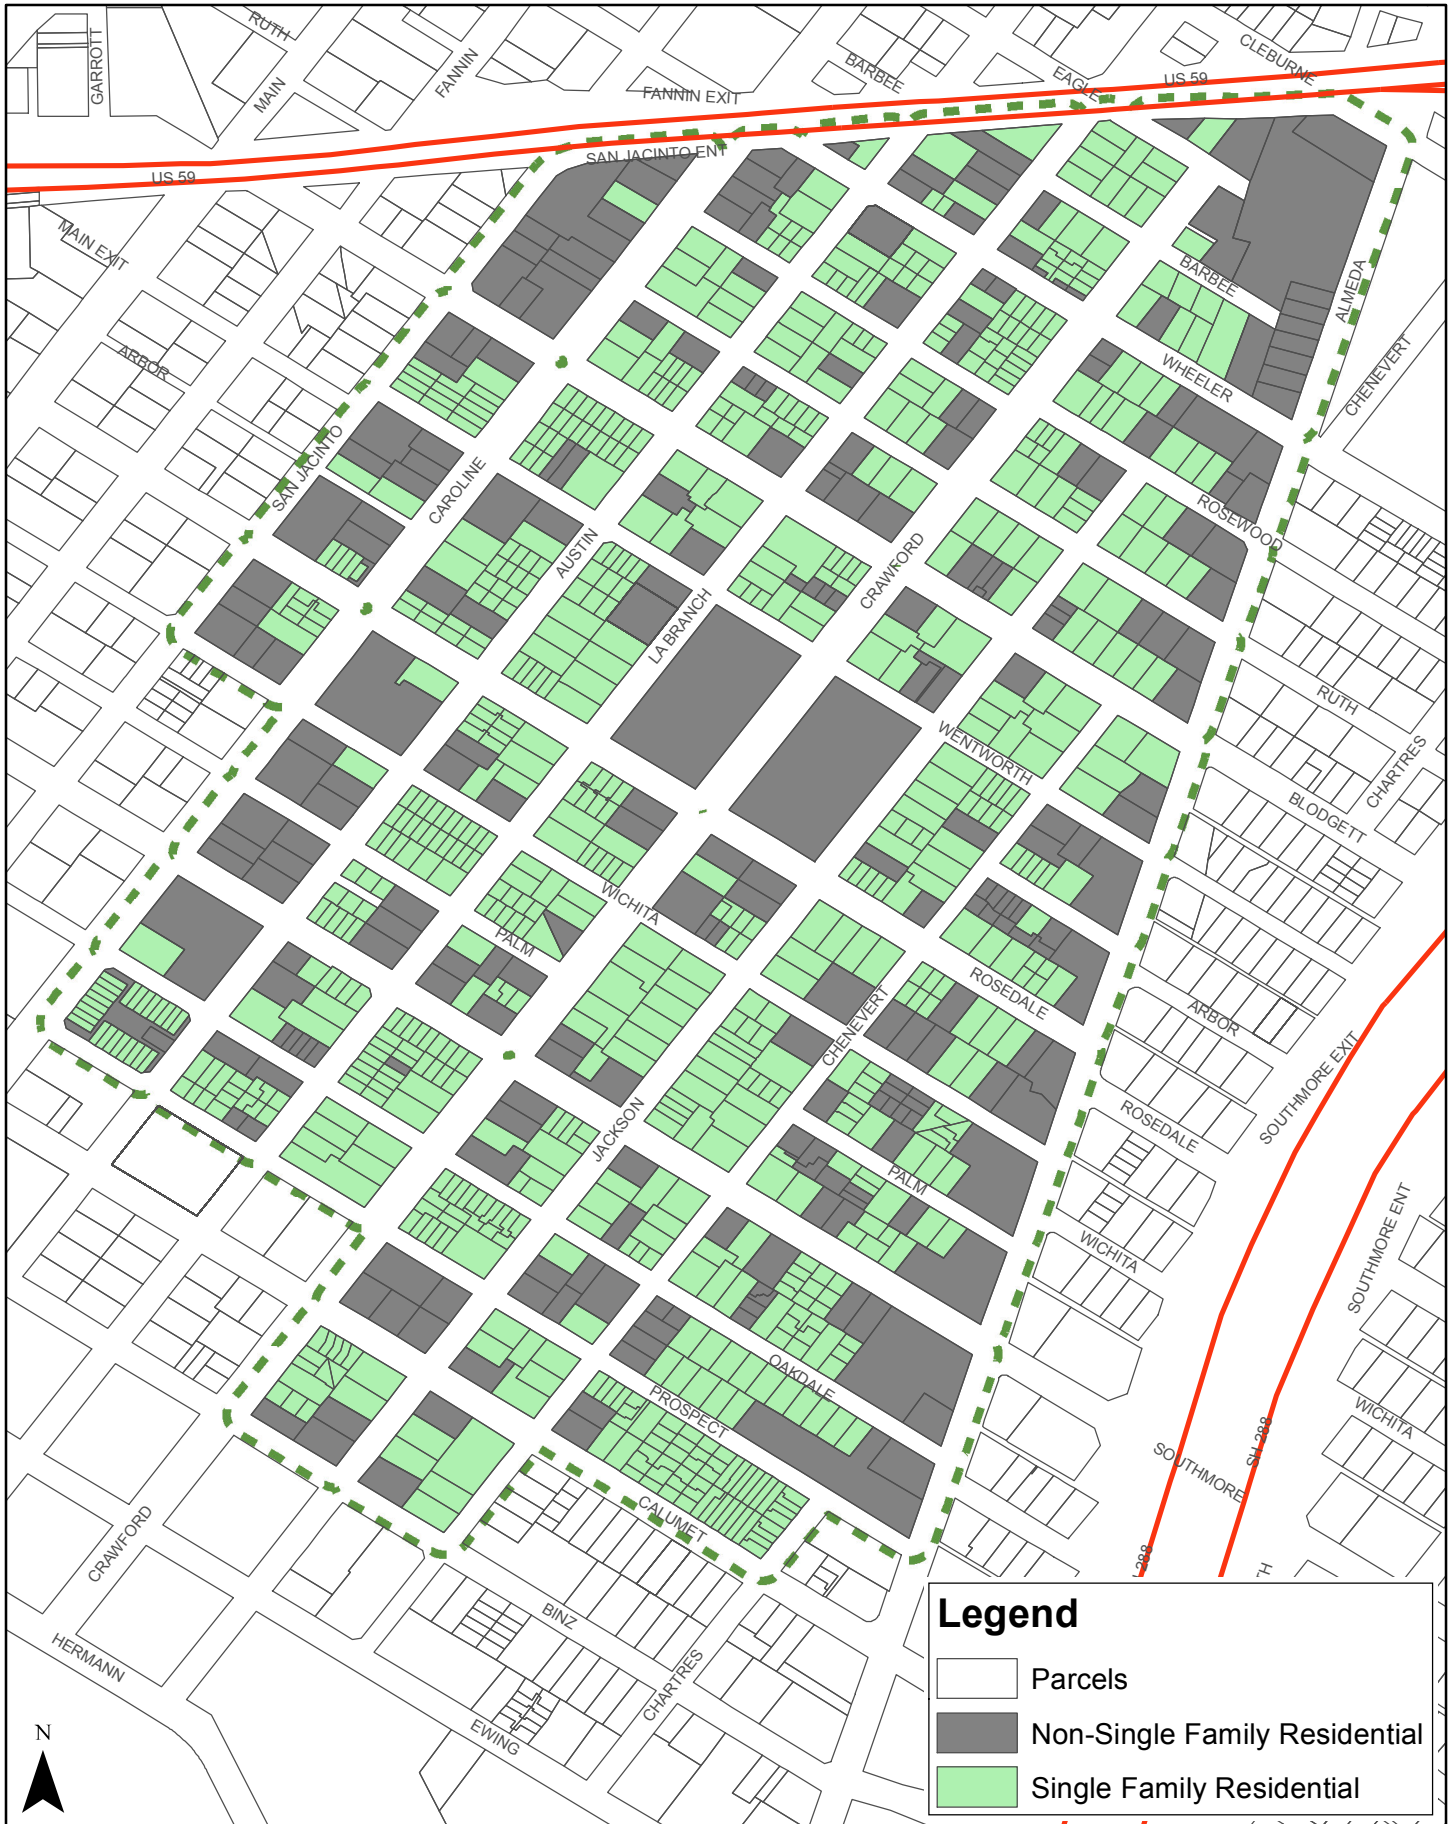 RUTH
CLEBURNE
GARROTT
MAIN
FANNIN
BARBEE
EAGLE
US 59
FANNIN EXIT
SAN JACINTO ENT
US 59
MAIN EXIT
BARBEE
ALMEDA
ARBOR
WHEELER
CHENEVERT
SAN JACINTO
CAROLINE
ROSEWOOD
AUSTIN
CRAWFORD
LA BRANCH
RUTH
WENTWORTH
CHARTRES
BLODGETT
WICHITA
PALM
ROSEDALE
ARBOR
CHENEVERT
SOUTHMORE EXIT
ROSEDALE
JACKSON
PALM
WICHITA
SOUTHMORE ENT
OAKDALE
PROSPECT
WICHITA
SH 288
SOUTHMORE
CALUMET
CRAWFORD
288
TH
BINZ
HERMANN
CHARTRES
EWING
Legend
Parcels
Non-Single Family Residential
Single Family Residential
N